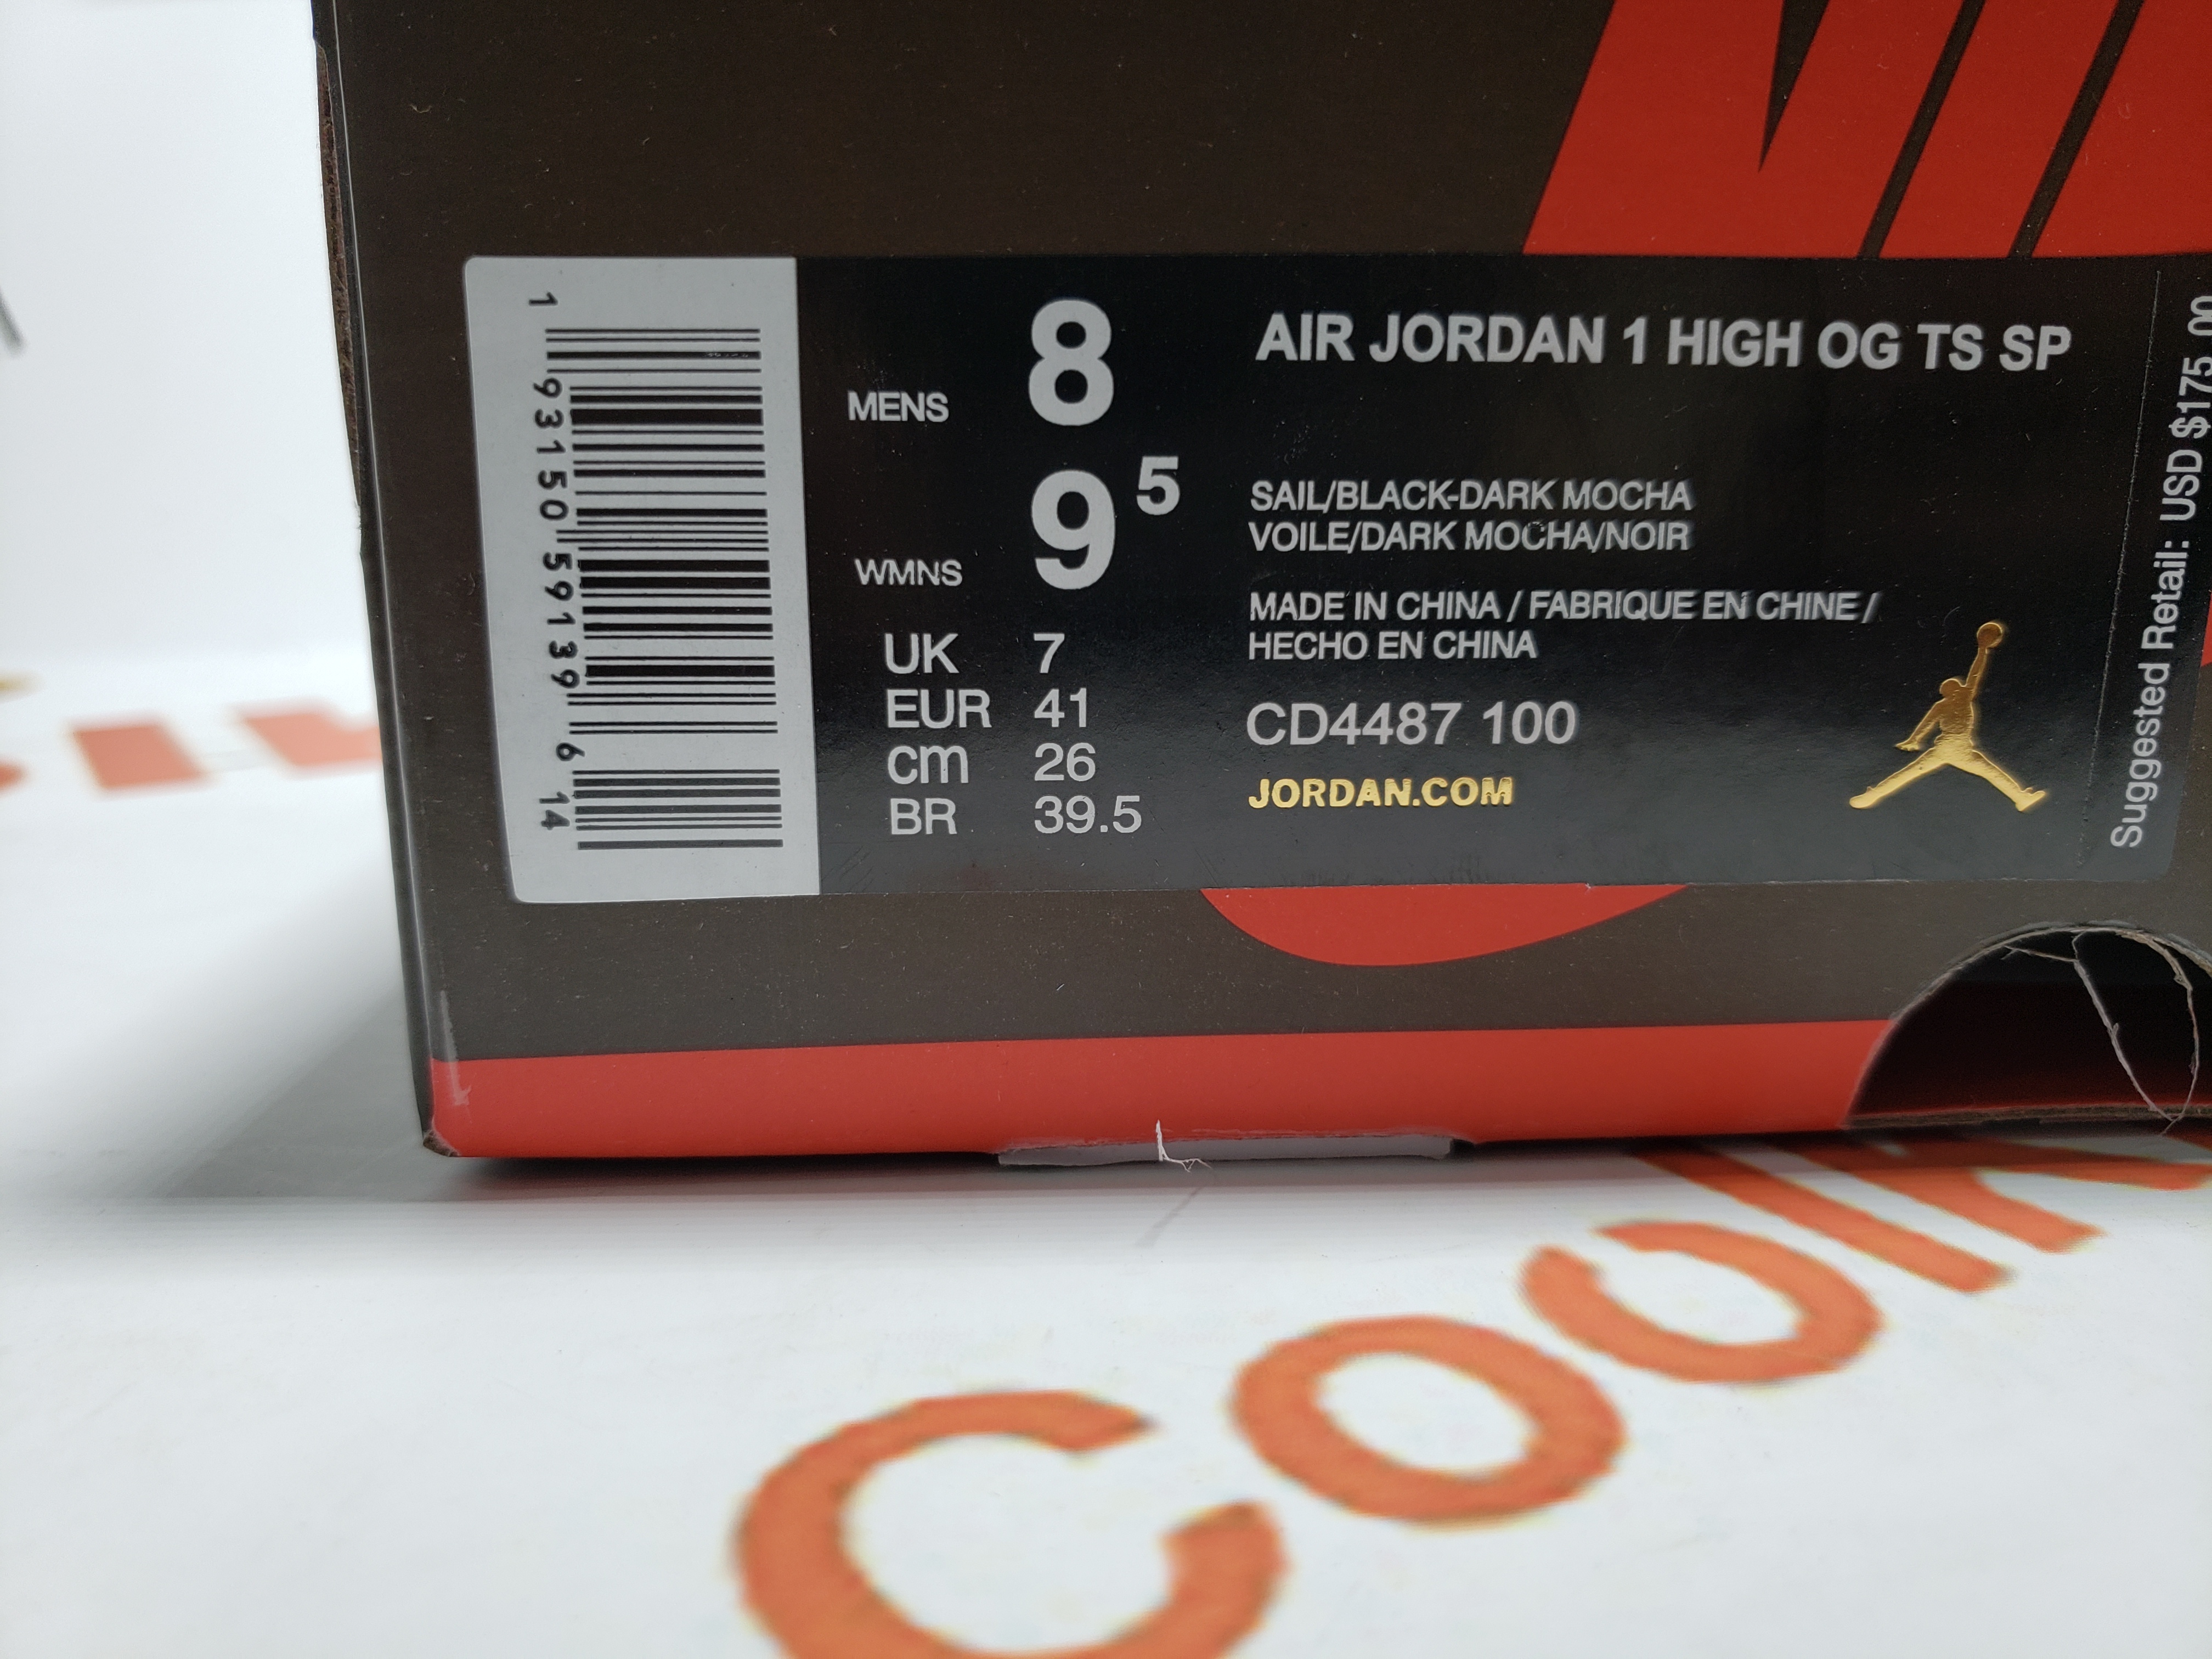 1
93150
59139
6
14
MENS 8
WMNS 9 5
UK 7
EUR 41
cm 26
BR 39.5
AIR JORDAN 1 HIGH OG TS SP
SAIL/BLACK-DARK MOCHA
VOILE/DARK MOCHA/NOIR
MADE IN CHINA / FABRIQUE EN CHINE /
HECHO EN CHINA
CD4487 100
JORDAN.COM
Suggested Retail: USD $175.00
COOK